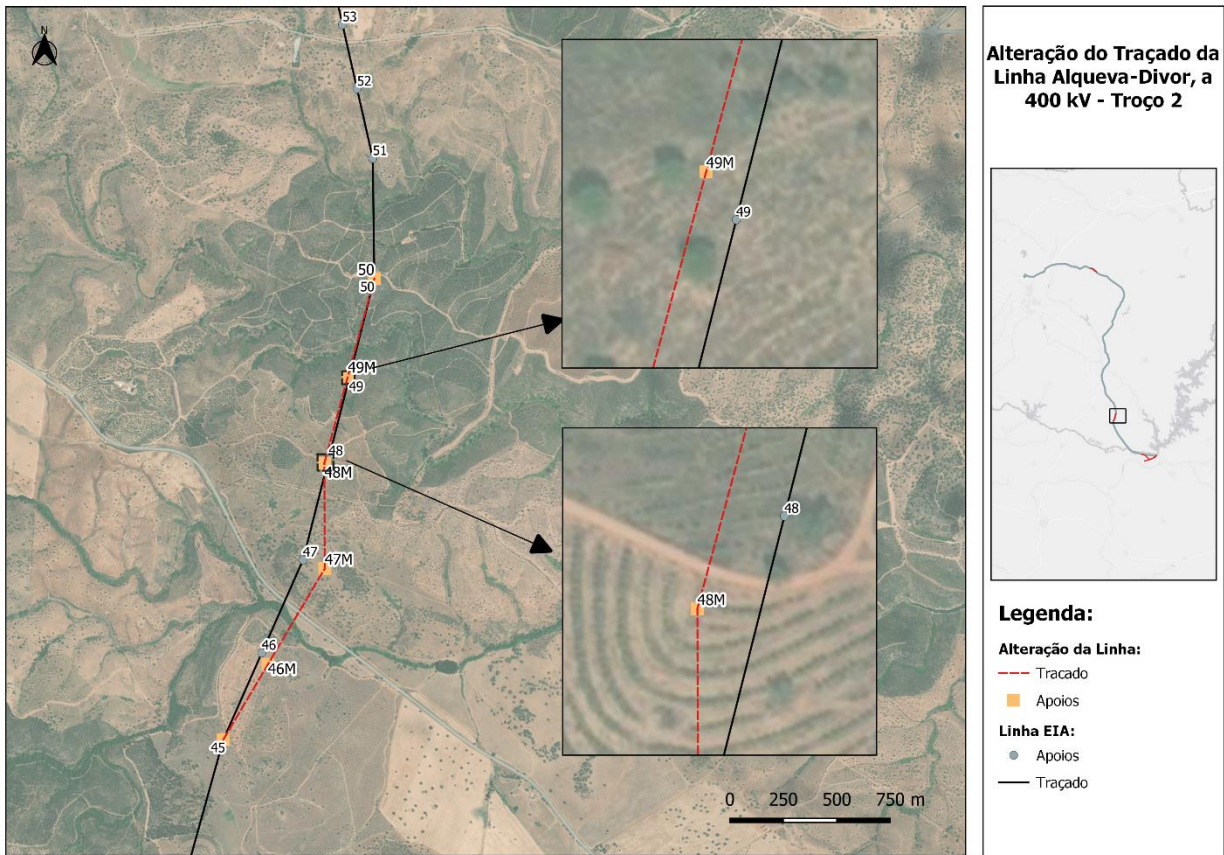 N
53
52
51
50
50
49M
49
48
48M
47
47M
46
46M
45
49M
49
48
48M
0 250 500 750 m
Alteração do Traçado da
Linha Alqueva-Divor, a
400 kV - Troço 2
Legenda:
Alteração da Linha:
Tracado
Apoios
Linha EIA:
Apoios
Traçado